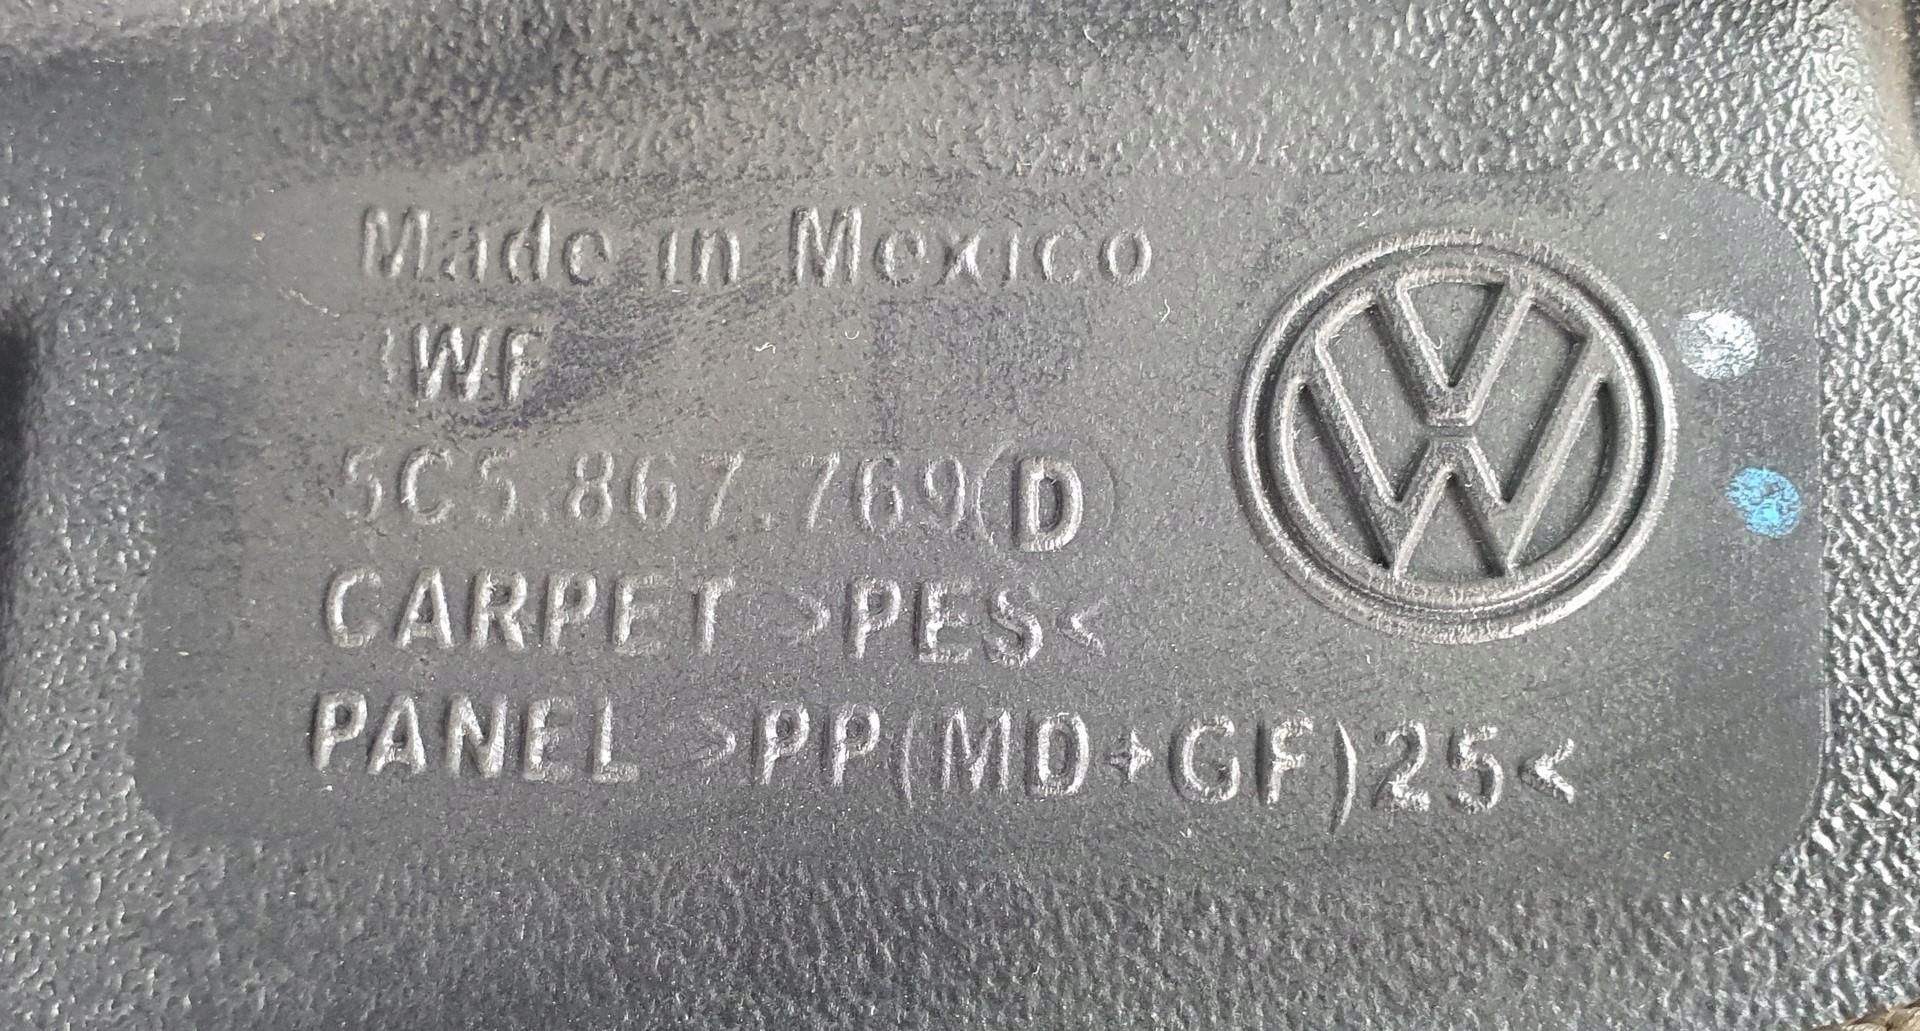 Made in Mexico
WF
5C5.867.769 D
CARPET >PES<
PANEL >PP(MD+GF)25<